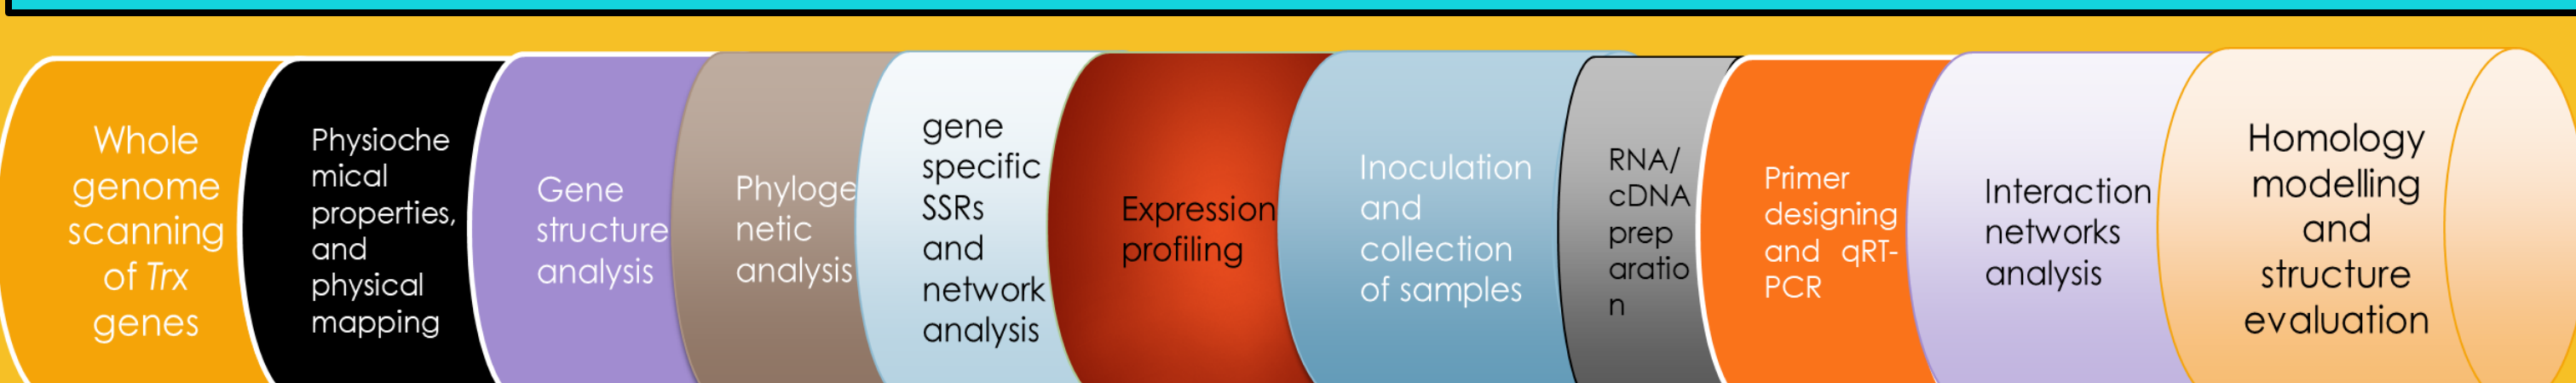 Whole
genome
scanning
of Trx
genes
Physioche
mical
properties,
and
physical
mapping
Gene
structure
analysis
Phyloge
netic
analysis
gene
specific
SSRs
and
network
analysis
Expression
profiling
Inoculation
and
collection
of samples
RNA/
cDNA
prep
aratio
n
Primer
designing
and qRT-
PCR
Interaction
networks
analysis
Homology
modelling
and
structure
evaluation